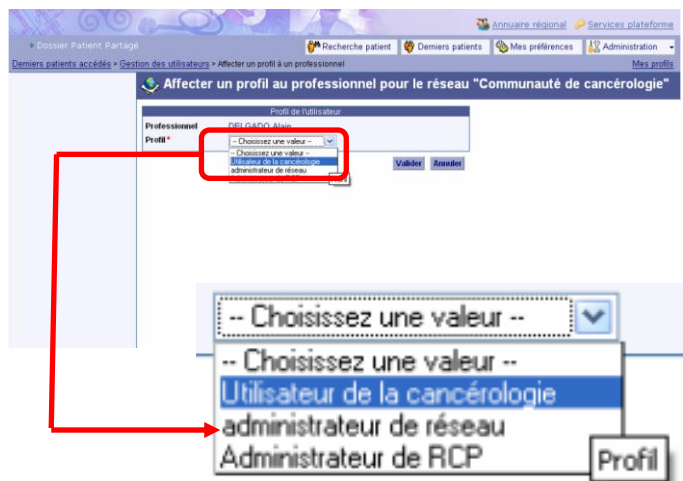 Annuaire régional Services plateforme
Dossier Patient Partagé Recherche patient Derniers patients Mes préférences Administration
Derniers patients accédés > Gestion des utilisateurs > Affecter un profil à un professionnel Mes profils
Affecter un profil au professionnel pour le réseau "Communauté de cancérologie"
Profil de l'utilisateur
Professionnel DELGADO Alain
Profil * -- Choisissez une valeur --
-- Choisissez une valeur --
Utilisateur de la cancérologie
administrateur de réseau
Profil
Valider Annuler
-- Choisissez une valeur --
-- Choisissez une valeur --
Utilisateur de la cancérologie
administrateur de réseau
Administrateur de RCP
Profil